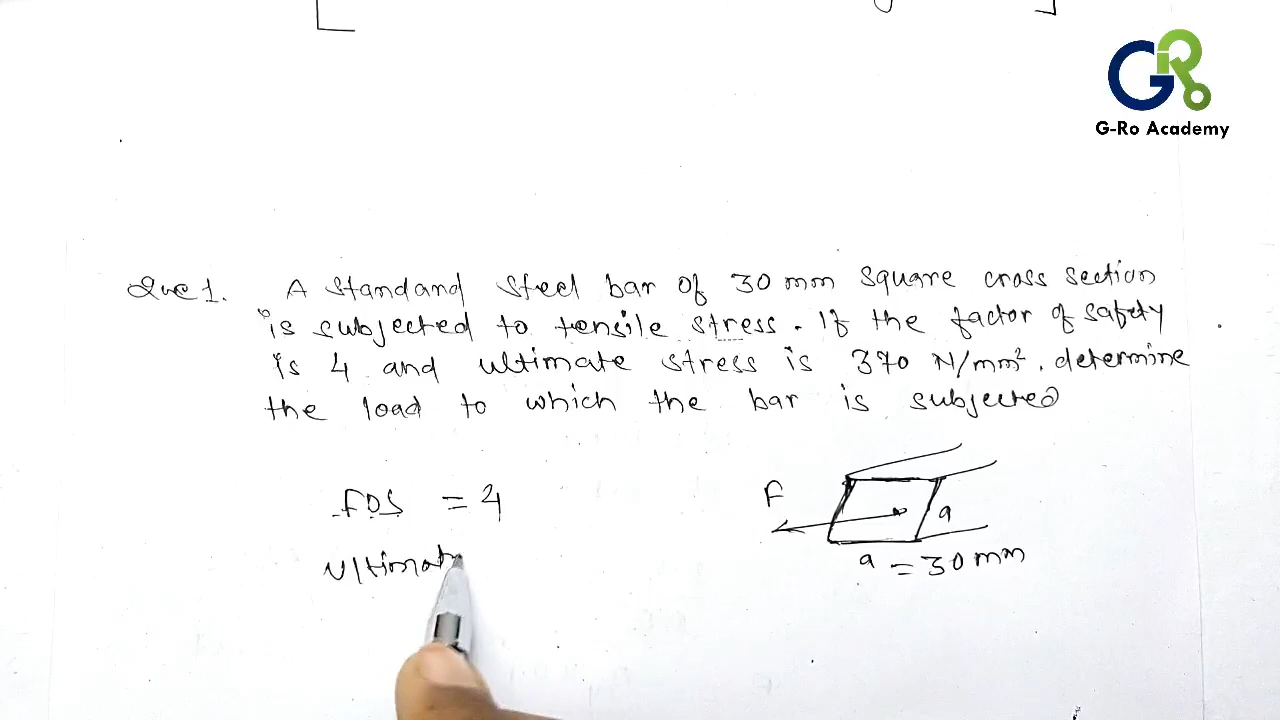 GR
G-Ro Academy
Que 1. A standard steel bar of 30 mm square cross section
is subjected to tensile stress. If the factor of safety
is 4 and ultimate stress is 370 N/mm². determine
the load to which the bar is subjected
FOS = 4
Ultimate
F
a
a = 30 mm